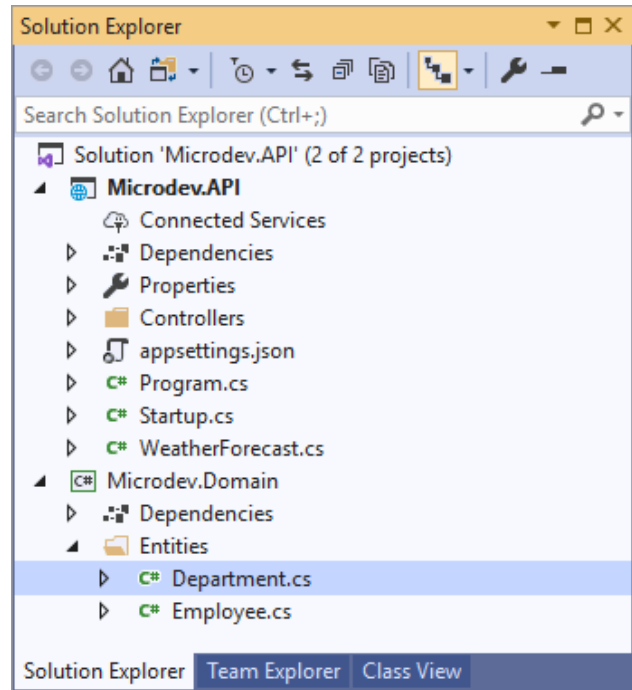 Solution Explorer
Search Solution Explorer (Ctrl+;)
Solution 'Microdev.API' (2 of 2 projects)
Microdev.API
Connected Services
Dependencies
Properties
Controllers
appsettings.json
C# Program.cs
C# Startup.cs
C# WeatherForecast.cs
C# Microdev.Domain
Dependencies
Entities
C# Department.cs
C# Employee.cs
Solution Explorer Team Explorer Class View